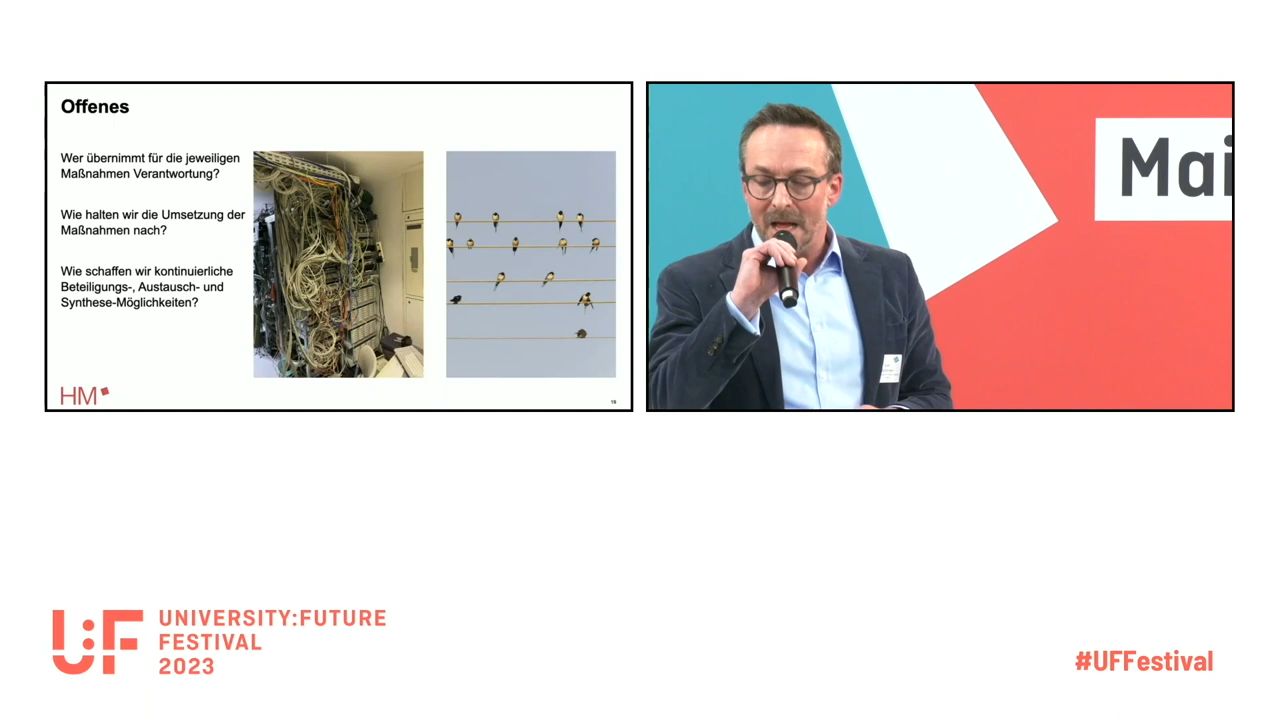 Offenes
Wer übernimmt für die jeweiligen
Maßnahmen Verantwortung?
Wie halten wir die Umsetzung der
Maßnahmen nach?
Wie schaffen wir kontinuierliche
Beteiligungs-, Austausch- und
Synthese-Möglichkeiten?
HM
19
Mai
U:F
UNIVERSITY:FUTURE
FESTIVAL
2023
#UFFestival